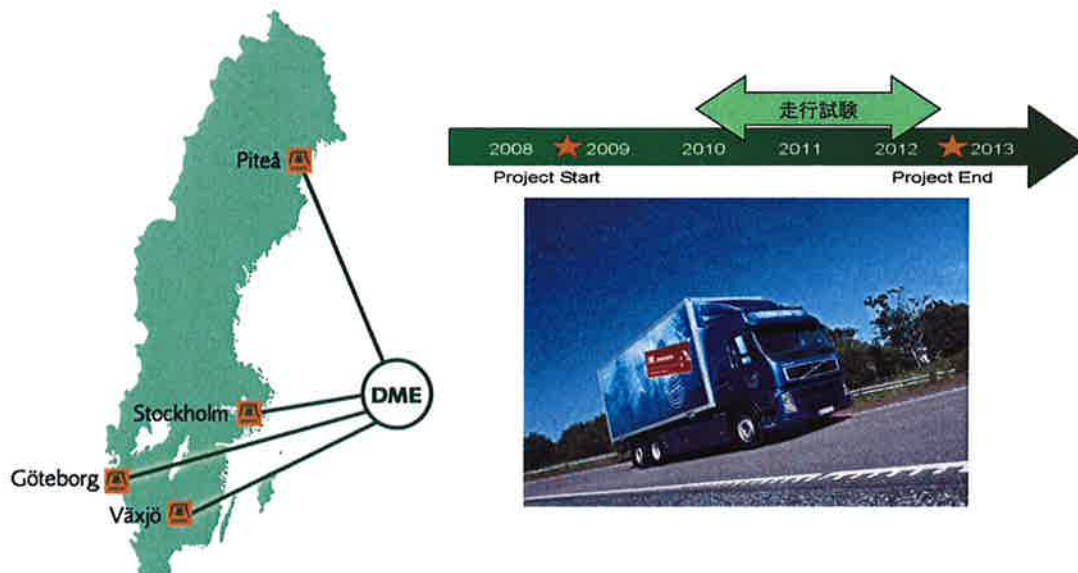 Piteå
Stockholm
Göteborg
Växjö
DME
走行試験
2008 2009 2010 2011 2012 2013
Project Start Project End